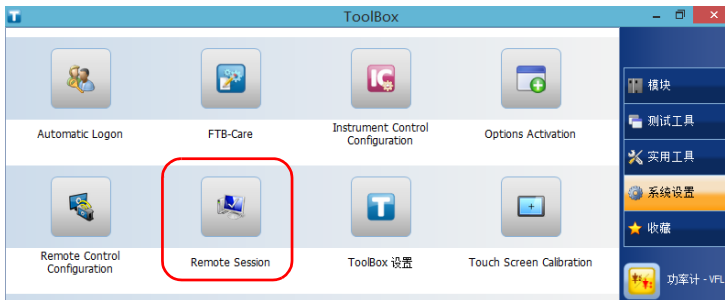 ToolBox
Automatic Logon
FTB-Care
Instrument Control
Configuration
Options Activation
Remote Control
Configuration
Remote Session
ToolBox 设置
Touch Screen Calibration
模块
测试工具
实用工具
系统设置
收藏
功率计 - VFL